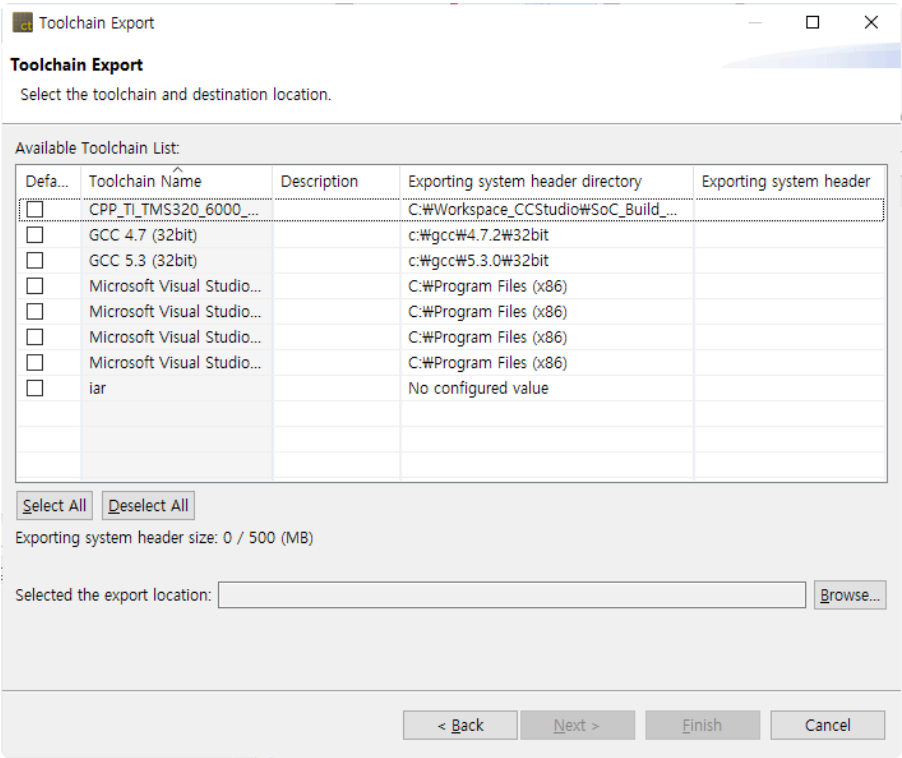 ct Toolchain Export
Toolchain Export
Select the toolchain and destination location.
Available Toolchain List:
Defa... Toolchain Name Description Exporting system header directory Exporting system header
CPP_TI_TMS320_6000_... C:₩Workspace_CCStudio₩SoC_Build_...
GCC 4.7 (32bit) c:₩gcc₩4.7.2₩32bit
GCC 5.3 (32bit) c:₩gcc₩5.3.0₩32bit
Microsoft Visual Studio... C:₩Program Files (x86)
Microsoft Visual Studio... C:₩Program Files (x86)
Microsoft Visual Studio... C:₩Program Files (x86)
Microsoft Visual Studio... C:₩Program Files (x86)
iar No configured value
Select All Deselect All
Exporting system header size: 0 / 500 (MB)
Selected the export location: Browse...
< Back Next > Finish Cancel